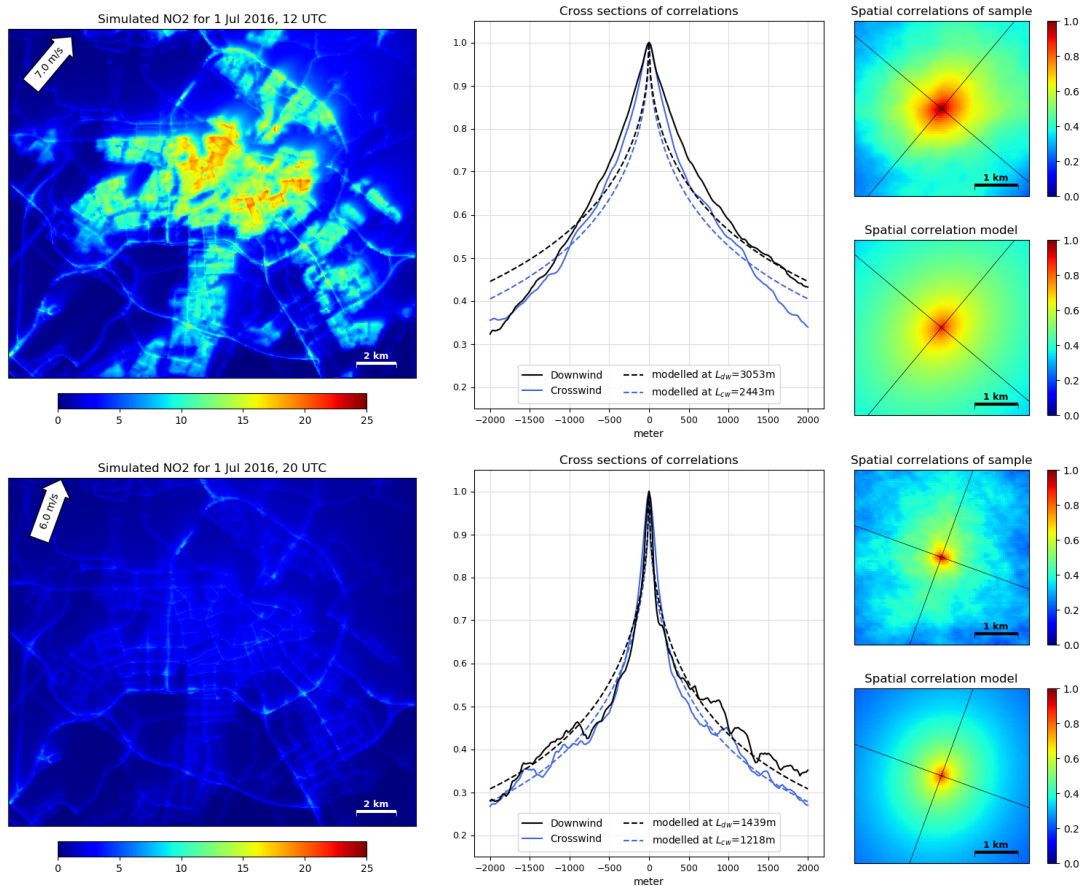 Simulated NO2 for 1 Jul 2016, 12 UTC
7.0 m/s
2 km
0 5 10 15 20 25
Cross sections of correlations
1.0
0.9
0.8
0.7
0.6
0.5
0.4
0.3
0.2
Downwind
Crosswind
modelled at L_dw=3053m
modelled at L_cw=2443m
−2000 −1500 −1000 −500 0 500 1000 1500 2000
meter
Spatial correlations of sample
1 km
1.0
0.8
0.6
0.4
0.2
0.0
Spatial correlation model
1 km
1.0
0.8
0.6
0.4
0.2
0.0
Simulated NO2 for 1 Jul 2016, 20 UTC
6.0 m/s
2 km
0 5 10 15 20 25
Cross sections of correlations
1.0
0.9
0.8
0.7
0.6
0.5
0.4
0.3
0.2
Downwind
Crosswind
modelled at L_dw=1439m
modelled at L_cw=1218m
−2000 −1500 −1000 −500 0 500 1000 1500 2000
meter
Spatial correlations of sample
1 km
1.0
0.8
0.6
0.4
0.2
0.0
Spatial correlation model
1 km
1.0
0.8
0.6
0.4
0.2
0.0